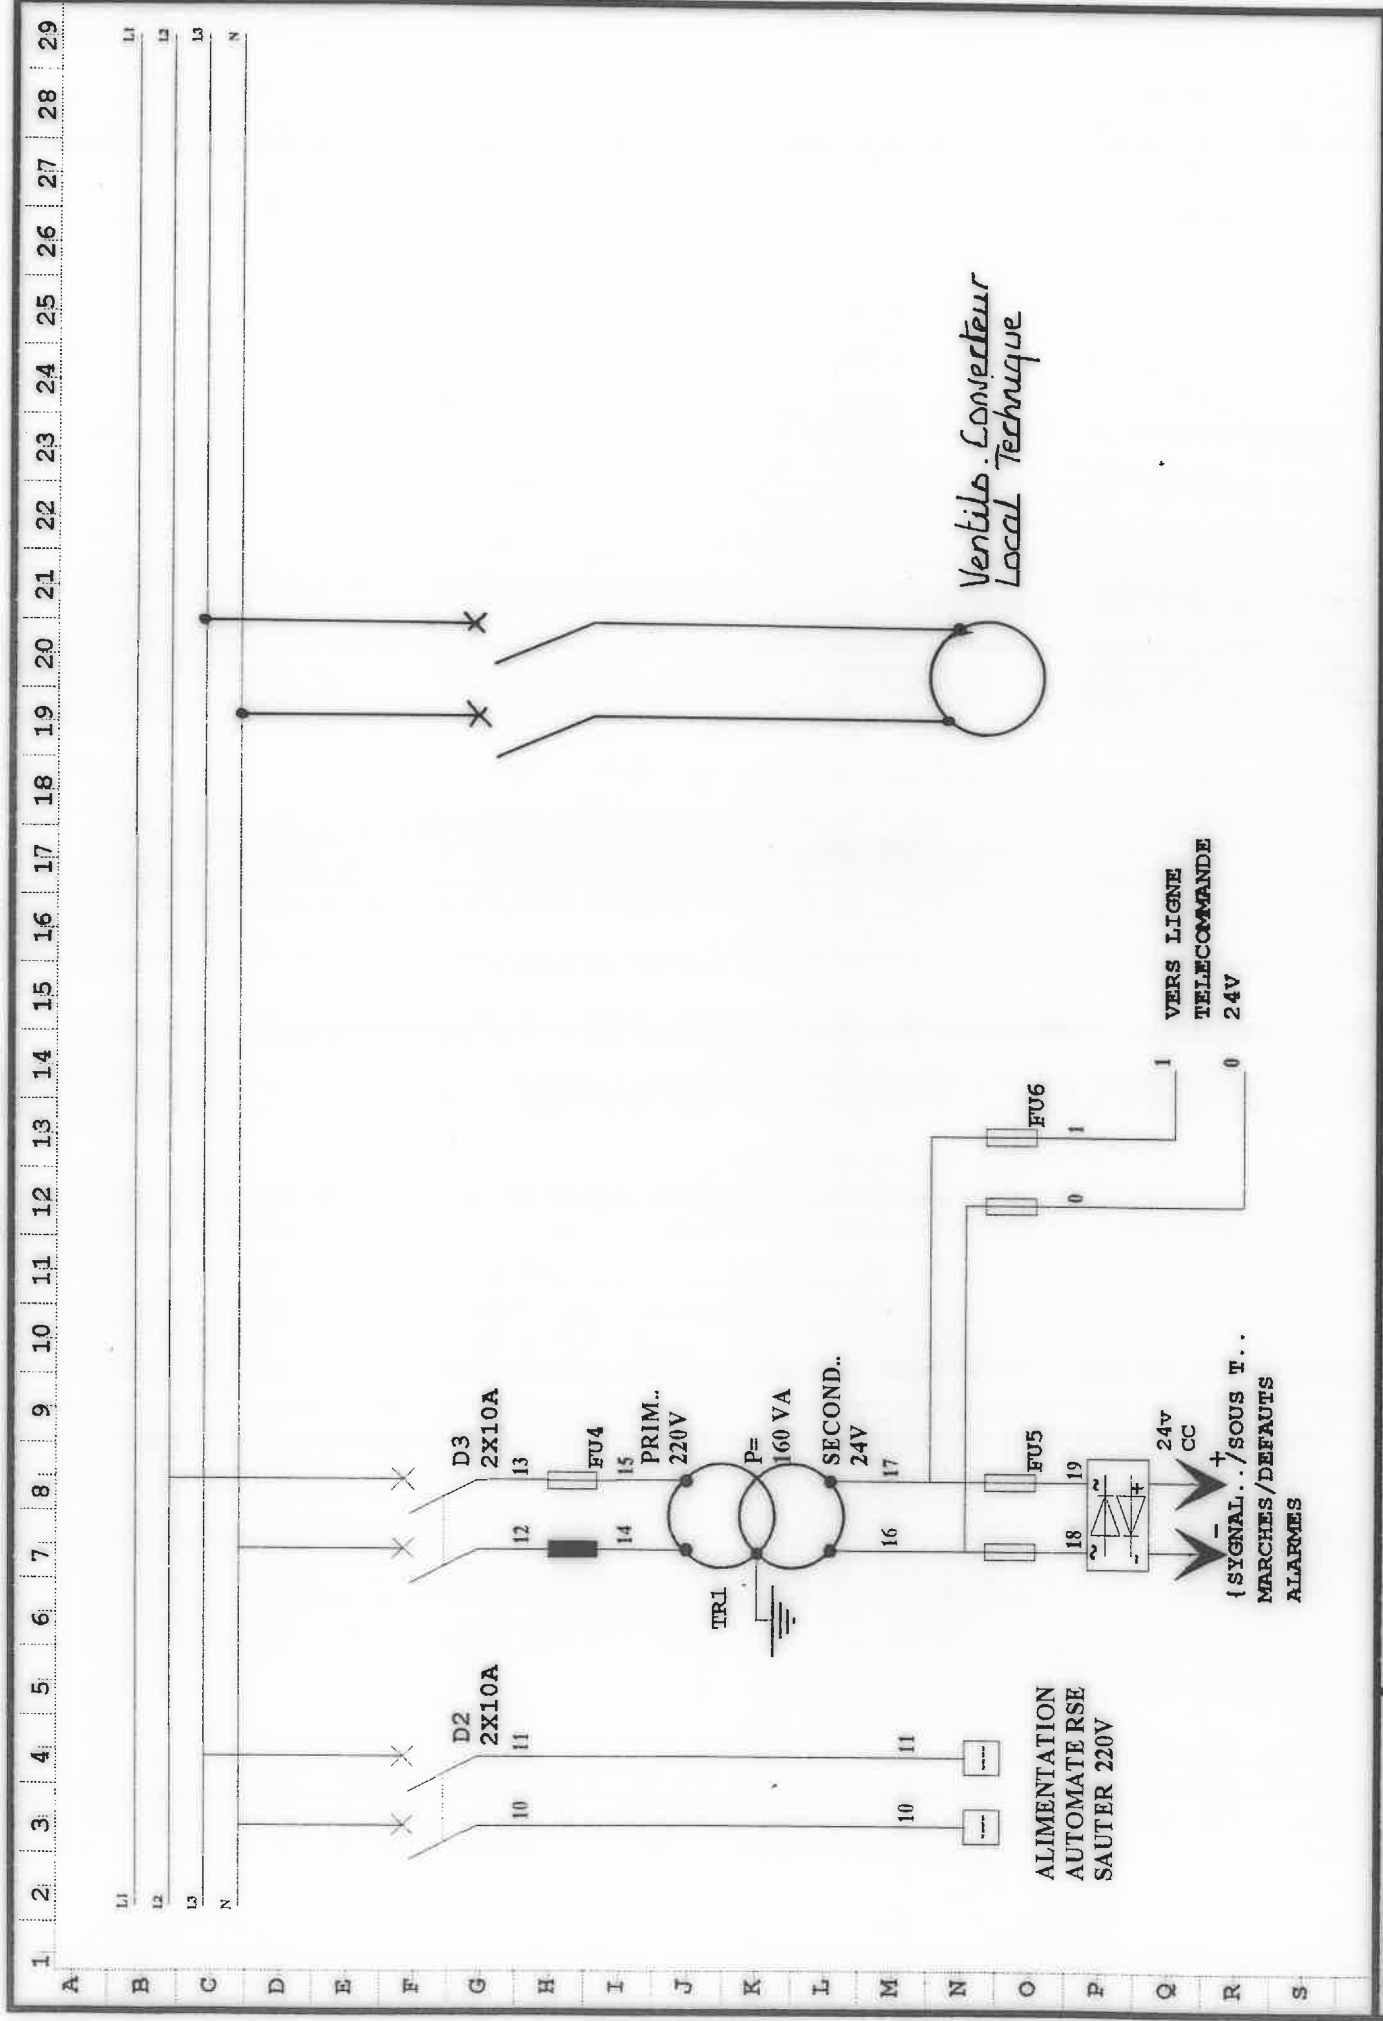 1 2 3 4 5 6 7 8 9 10 11 12 13 14 15 16 17 18 19 20 21 22 23 24 25 26 27 28 29
A
B
C
D
E
F
G
H
I
J
K
L
M
N
O
P
Q
R
S
L1 L1
L2 L2
L3 L3
N N
D2
2X10A
10 11
10 11
ALIMENTATION
AUTOMATE RSE
SAUTER 220V
D3
2X10A
12 13
FU4
14 15
PRIM..
220V
TR1
P=
160 VA
SECOND..
24V
16 17
FU5
18 19
~ ~
- +
24v
CC
- +
(SYGNAL../SOUS T..
MARCHES/DEFAUTS
ALARMES
FU6
0 1
1
0
VERS LIGNE
TELECOMMANDE
24V
Ventilo.Convecteur
Local Technique